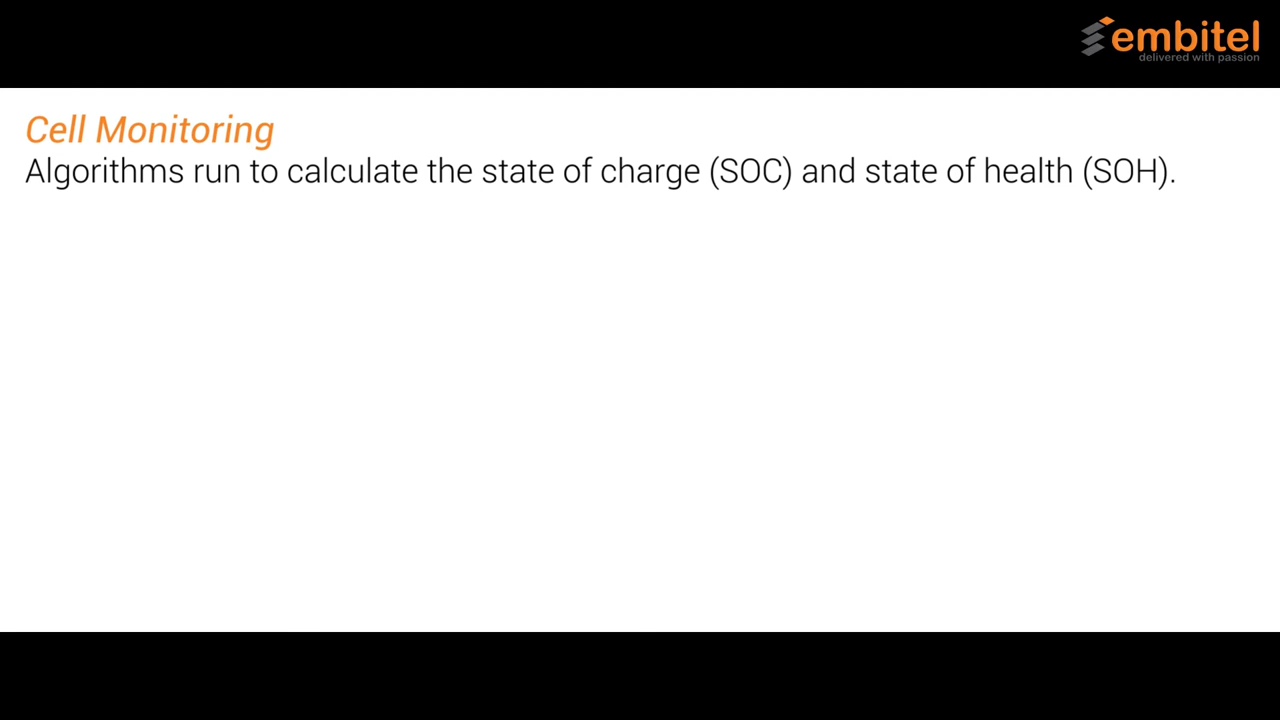 embitel
delivered with passion
Cell Monitoring
Algorithms run to calculate the state of charge (SOC) and state of health (SOH).